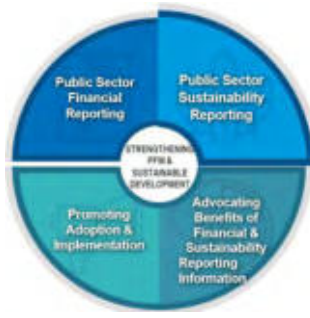 Public Sector
Financial
Reporting
Public Sector
Sustainability
Reporting
STRENGTHENING
PFM &
SUSTAINABLE
DEVELOPMENT
Promoting
Adoption &
Implementation
Advocating
Benefits of
Financial &
Sustainability
Reporting
Information